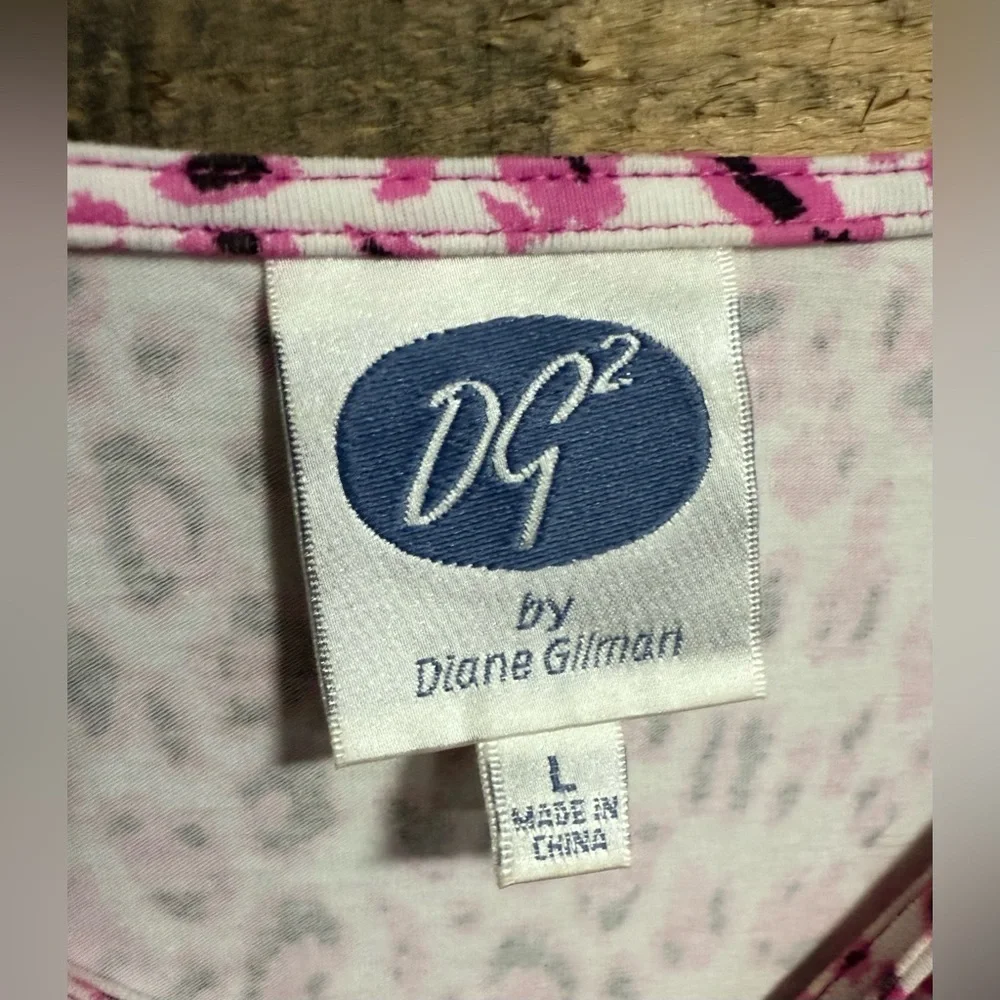 DG²
by
Diane Gilman
L
MADE IN
CHINA